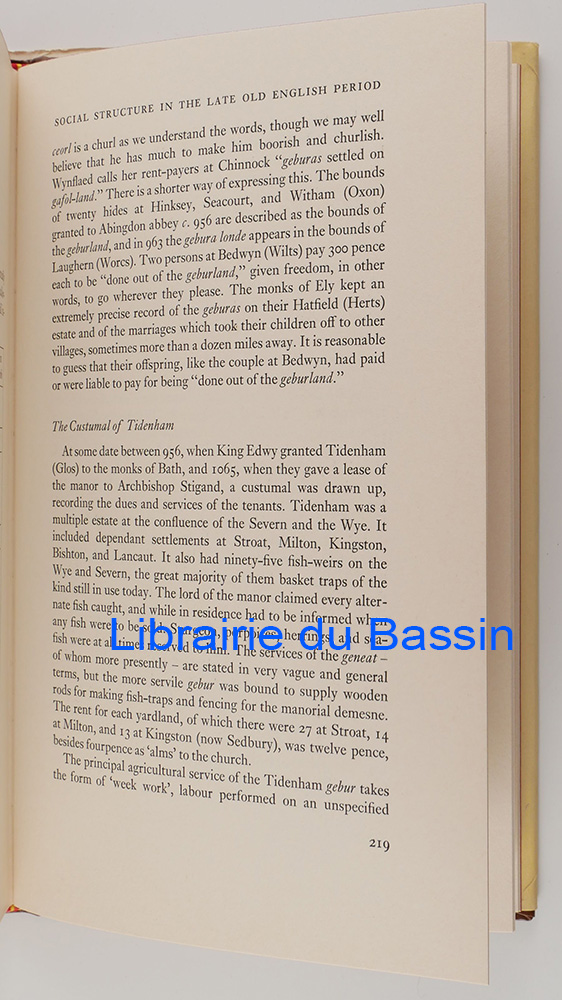 SOCIAL STRUCTURE IN THE LATE OLD ENGLISH PERIOD
ceorl is a churl as we understand the words, though we may well
believe that he has much to make him boorish and churlish.
Wynflaed calls her rent-payers at Chinnock "geburas settled on
gafol-land." There is a shorter way of expressing this. The bounds
of twenty hides at Hinksey, Seacourt, and Witham (Oxon)
granted to Abingdon abbey c. 956 are described as the bounds of
the geburland, and in 963 the gebura londe appears in the bounds of
Laughern (Worcs). Two persons at Bedwyn (Wilts) pay 300 pence
each to be "done out of the geburland," given freedom, in other
words, to go wherever they please. The monks of Ely kept an
extremely precise record of the geburas on their Hatfield (Herts)
estate and of the marriages which took their children off to other
villages, sometimes more than a dozen miles away. It is reasonable
to guess that their offspring, like the couple at Bedwyn, had paid
or were liable to pay for being "done out of the geburland."
The Custumal of Tidenham
At some date between 956, when King Edwy granted Tidenham
(Glos) to the monks of Bath, and 1065, when they gave a lease of
the manor to Archbishop Stigand, a custumal was drawn up,
recording the dues and services of the tenants. Tidenham was a
multiple estate at the confluence of the Severn and the Wye. It
included dependant settlements at Stroat, Milton, Kingston,
Bishton, and Lancaut. It also had ninety-five fish-weirs on the
Wye and Severn, the great majority of them basket traps of the
kind still in use today. The lord of the manor claimed every alter-
nate fish caught, and while in residence had to be informed when
any fish were to be sold. Sturgeon, porpoises, herrings, and sea-
fish were at all times reserved to him. The services of the geneat –
of whom more presently – are stated in very vague and general
terms, but the more servile gebur was bound to supply wooden
rods for making fish-traps and fencing for the manorial demesne.
The rent for each yardland, of which there were 27 at Stroat, 14
at Milton, and 13 at Kingston (now Sedbury), was twelve pence,
besides fourpence as 'alms' to the church.
The principal agricultural service of the Tidenham gebur takes
the form of 'week work', labour performed on an unspecified
219
Librairie du Bassin